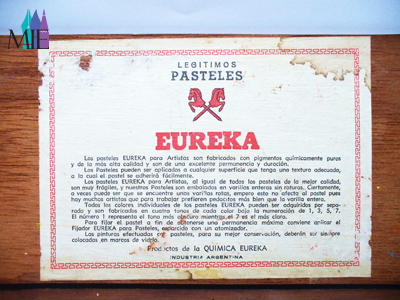 MJE
LEGITIMOS
PASTELES
EUREKA
Los pasteles EUREKA para Artistas son fabricados con pigmentos químicamente puros
y de la más alta calidad y son de una excelente permanencia y duración.
Los Pasteles pueden ser aplicados a cualquier superficie que tenga una textura adecuada,
a la cual el pastel se adherirá fácilmente.
Los pasteles EUREKA para Artistas, al igual de todos los pasteles de la mejor calidad,
son muy frágiles, y nuestros Pasteles son embalados en varillas enteras sin roturas. Ciertamente,
a veces puede ser que se encuentre unas varillas rotas, empero esto no afecta al pastel pues
hay muchos artistas que para trabajar prefieren pedacitos más bien que la varilla entera.
Todos los colores individuales de los pasteles EUREKA pueden ser adquiridos por sepa-
rado y son fabricados en cuatro tonos de cada color bajo la numeración de 1, 3, 5, 7.
El número 1 representa el tono más obscuro mientras el 7 es el más claro.
Para fijar el pastel a fin de obtenerse una permanencia máxima conviene aplicar el
Fijador EUREKA para Pasteles, esparcido con un atomizador.
Las pinturas efectuadas con pasteles, para su mejor conservación, deberán ser siempre
colocadas en marcos de vidrio.
Productos de la QUIMICA EUREKA
INDUSTRIA ARGENTINA